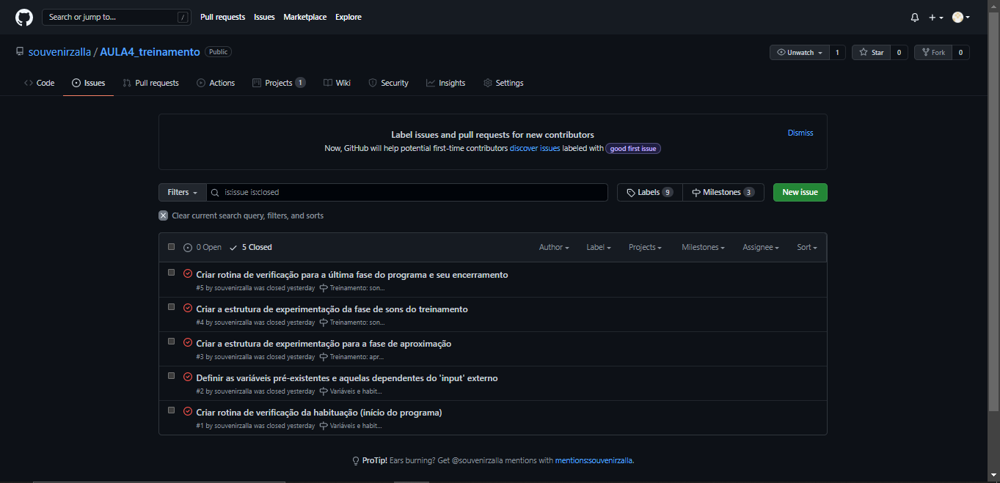 Search or jump to... /
Pull requests Issues Marketplace Explore
souvenirzalla / AULA4_treinamento Public
Unwatch 1 Star 0 Fork 0
Code Issues Pull requests Actions Projects 1 Wiki Security Insights Settings
Label issues and pull requests for new contributors
Dismiss
Now, GitHub will help potential first-time contributors discover issues labeled with good first issue
Filters is:issue is:closed Labels 9 Milestones 3 New issue
Clear current search query, filters, and sorts
0 Open 5 Closed Author Label Projects Milestones Assignee Sort
Criar rotina de verificação para a última fase do programa e seu encerramento
#5 by souvenirzalla was closed yesterday Treinamento: son...
Criar a estrutura de experimentação da fase de sons do treinamento
#4 by souvenirzalla was closed yesterday Treinamento: son...
Criar a estrutura de experimentação para a fase de aproximação
#3 by souvenirzalla was closed yesterday Treinamento: apr...
Definir as variáveis pré-existentes e aquelas dependentes do 'input' externo
#2 by souvenirzalla was closed yesterday Variáveis e habit...
Criar rotina de verificação da habituação (início do programa)
#1 by souvenirzalla was closed yesterday Variáveis e habit...
ProTip! Ears burning? Get @souvenirzalla mentions with mentions:souvenirzalla.